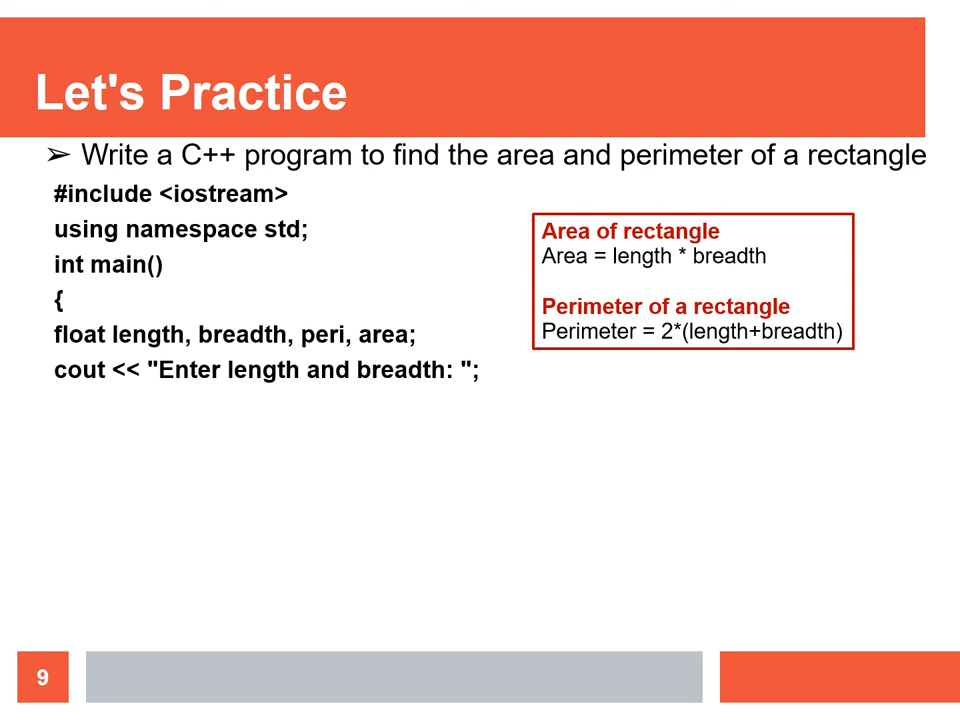 Let's Practice
➢ Write a C++ program to find the area and perimeter of a rectangle
#include <iostream>
using namespace std;
int main()
{
float length, breadth, peri, area;
cout << "Enter length and breadth: ";
Area of rectangle
Area = length * breadth
Perimeter of a rectangle
Perimeter = 2*(length+breadth)
9